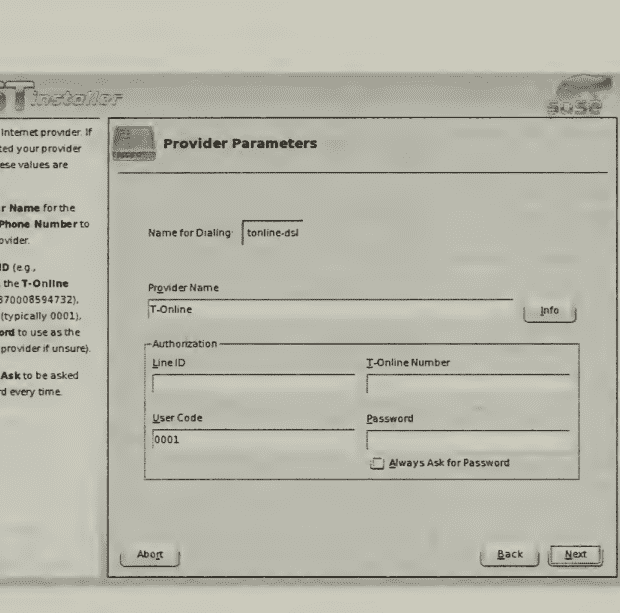 ST installer
SUSE
Internet provider. If
ted your provider
ese values are
r Name for the
Phone Number to
ovider.
ID (e.g.,
the T-Online
870008594732),
(typically 0001),
ord to use as the
provider if unsure).
Ask to be asked
rd every time.
Provider Parameters
Name for Dialing: tonline-dsl
Provider Name
T-Online
Info
Authorization
Line ID
T-Online Number
User Code
Password
0001
Always Ask for Password
Abort
Back
Next